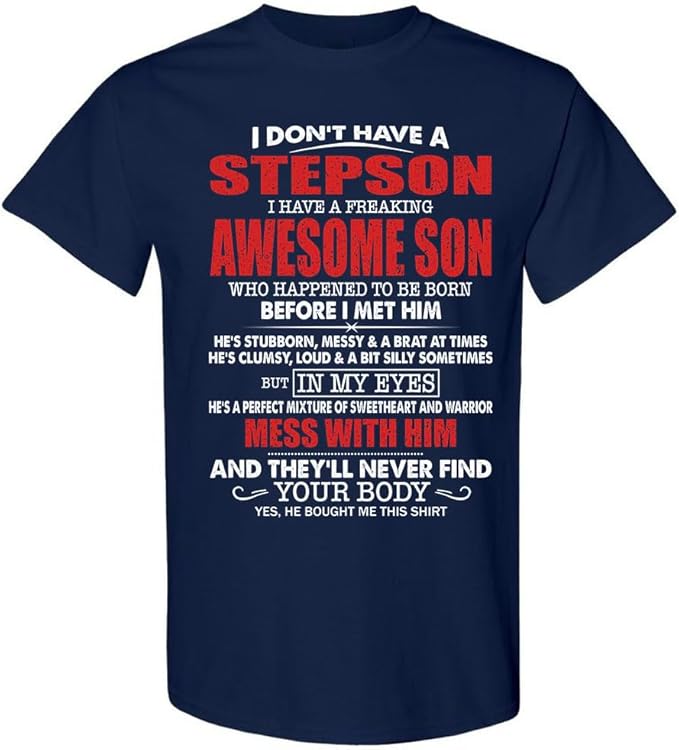 I DON'T HAVE A
STEPSON
I HAVE A FREAKING
AWESOME SON
WHO HAPPENED TO BE BORN
BEFORE I MET HIM
HE'S STUBBORN, MESSY & A BRAT AT TIMES
HE'S CLUMSY, LOUD & A BIT SILLY SOMETIMES
BUT IN MY EYES
HE'S A PERFECT MIXTURE OF SWEETHEART AND WARRIOR
MESS WITH HIM
AND THEY'LL NEVER FIND
YOUR BODY
YES, HE BOUGHT ME THIS SHIRT